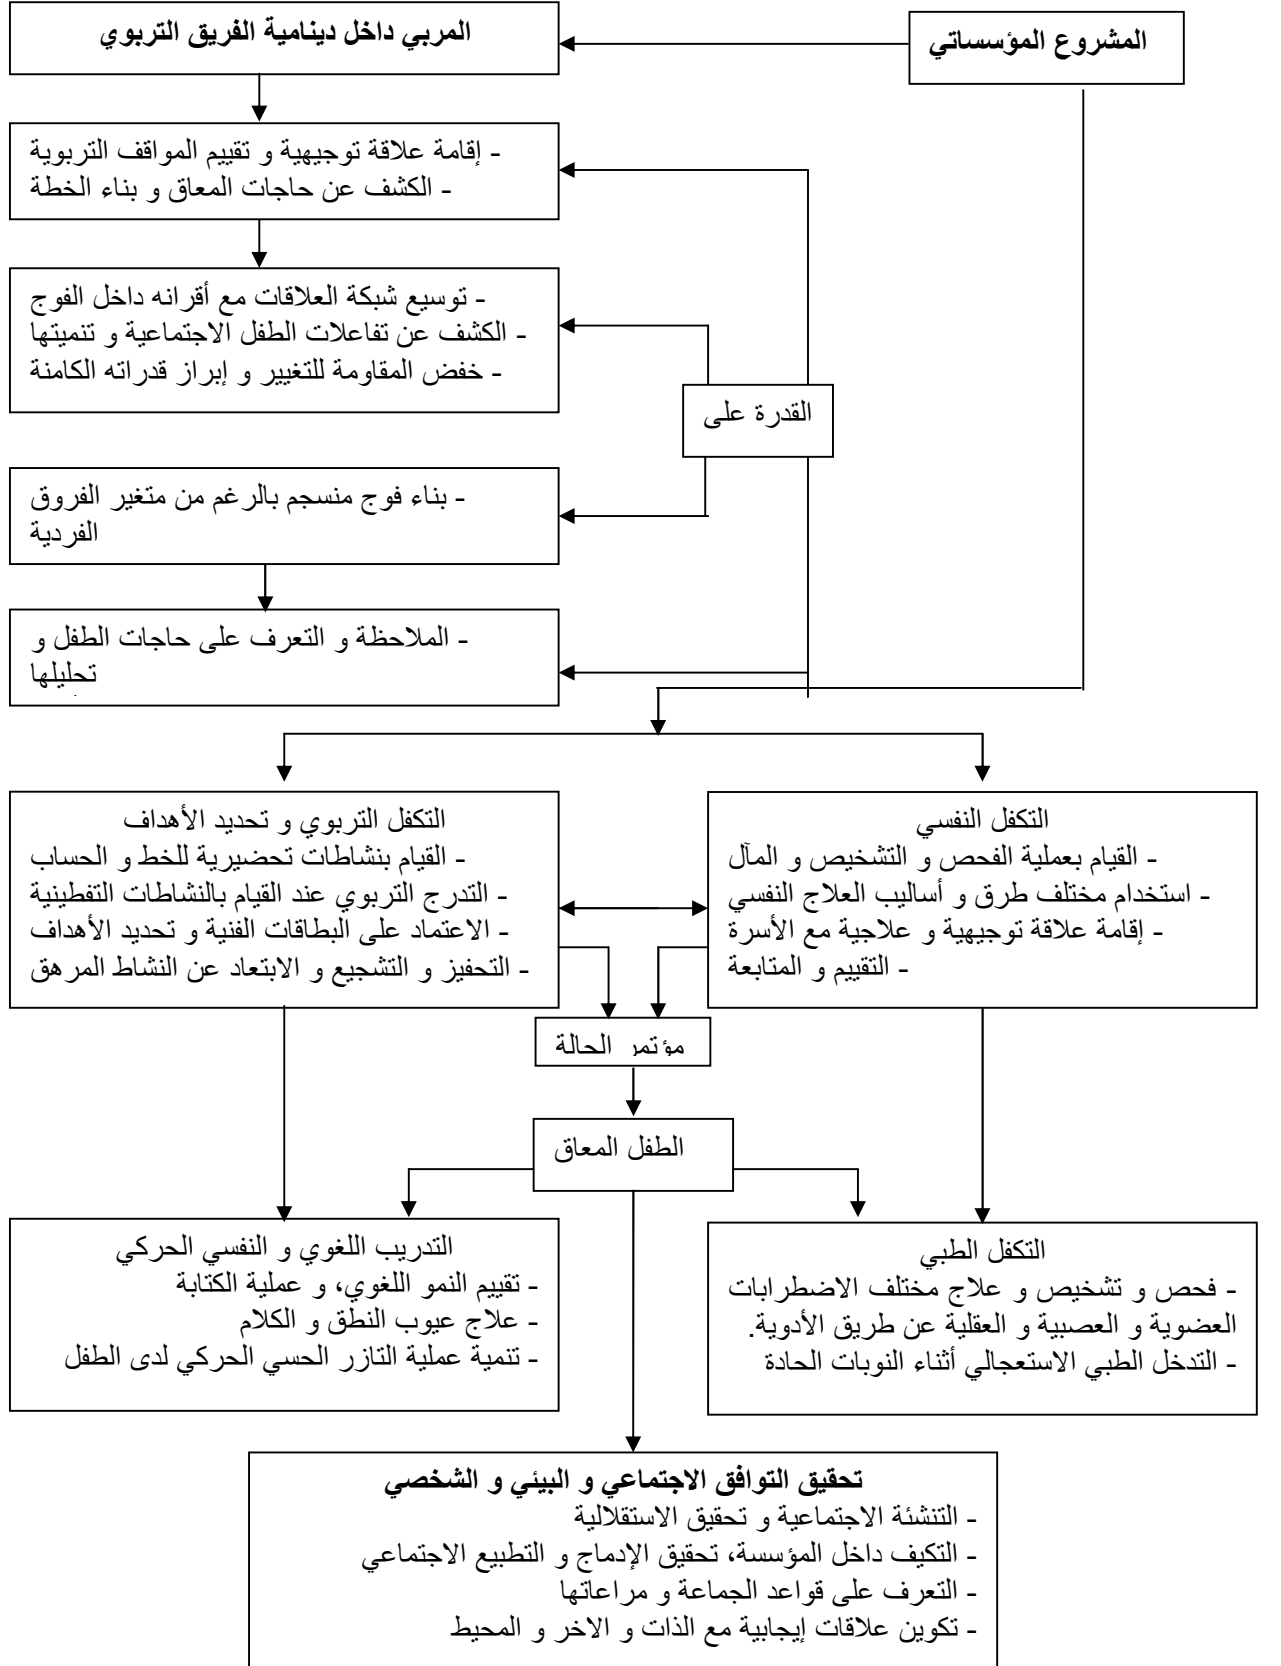 المشروع المؤسساتي
المربي داخل دينامية الفريق التربوي
- إقامة علاقة توجيهية و تقييم المواقف التربوية
- الكشف عن حاجات المعاق و بناء الخطة
- توسيع شبكة العلاقات مع أقرانه داخل الفوج
- الكشف عن تفاعلات الطفل الاجتماعية و تنميتها
- خفض المقاومة للتغيير و إبراز قدراته الكامنة
القدرة على
- بناء فوج منسجم بالرغم من متغير الفروق
الفردية
- الملاحظة و التعرف على حاجات الطفل و
تحليلها
التكفل النفسي
- القيام بعملية الفحص و التشخيص و المآل
- استخدام مختلف طرق و أساليب العلاج النفسي
- إقامة علاقة توجيهية و علاجية مع الأسرة
- التقييم و المتابعة
التكفل التربوي و تحديد الأهداف
- القيام بنشاطات تحضيرية للخط و الحساب
- التدرج التربوي عند القيام بالنشاطات التفطينية
- الاعتماد على البطاقات الفنية و تحديد الأهداف
- التحفيز و التشجيع و الابتعاد عن النشاط المرهق
مؤتمر الحالة
الطفل المعاق
التكفل الطبي
- فحص و تشخيص و علاج مختلف الاضطرابات
العضوية و العصبية و العقلية عن طريق الأدوية.
- التدخل الطبي الاستعجالي أثناء النوبات الحادة
التدريب اللغوي و النفسي الحركي
- تقييم النمو اللغوي، و عملية الكتابة
- علاج عيوب النطق و الكلام
- تنمية عملية التازر الحسي الحركي لدى الطفل
تحقيق التوافق الاجتماعي و البيئي و الشخصي
- التنشئة الاجتماعية و تحقيق الاستقلالية
- التكيف داخل المؤسسة، تحقيق الإدماج و التطبيع الاجتماعي
- التعرف على قواعد الجماعة و مراعاتها
- تكوين علاقات إيجابية مع الذات و الاخر و المحيط